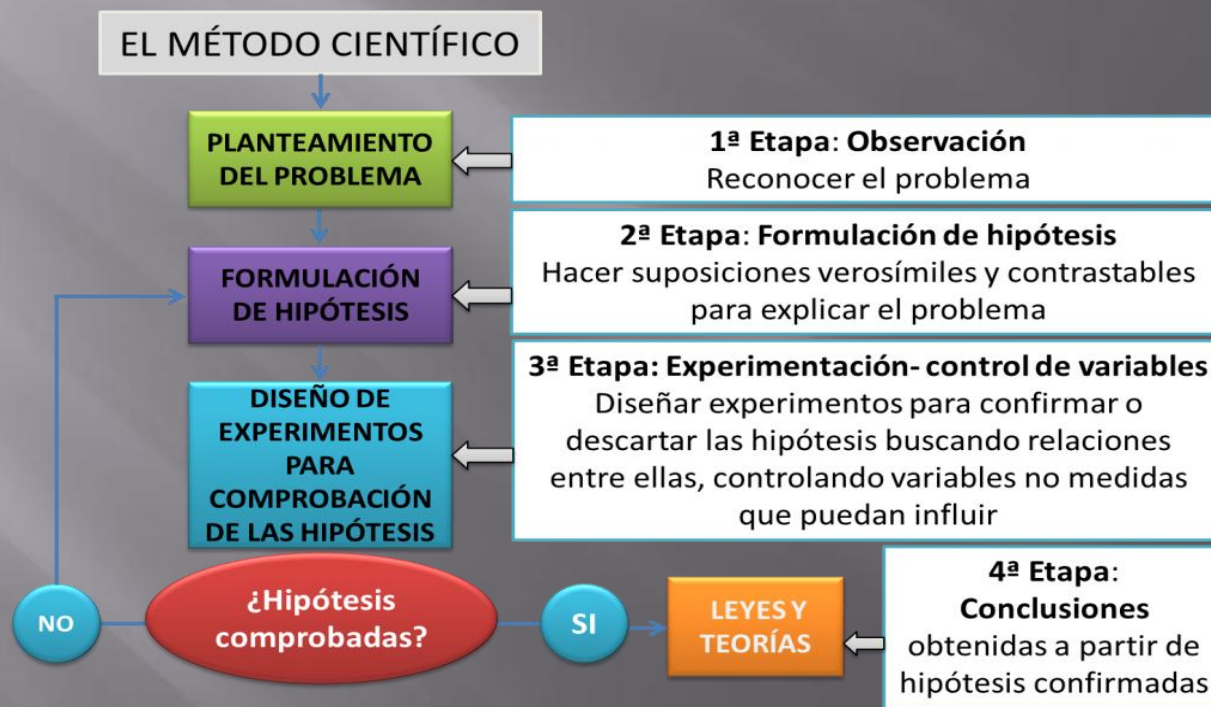 EL MÉTODO CIENTÍFICO
PLANTEAMIENTO
DEL PROBLEMA
1ª Etapa: Observación
Reconocer el problema
FORMULACIÓN
DE HIPÓTESIS
2ª Etapa: Formulación de hipótesis
Hacer suposiciones verosímiles y contrastables
para explicar el problema
DISEÑO DE
EXPERIMENTOS
PARA
COMPROBACIÓN
DE LAS HIPÓTESIS
3ª Etapa: Experimentación- control de variables
Diseñar experimentos para confirmar o
descartar las hipótesis buscando relaciones
entre ellas, controlando variables no medidas
que puedan influir
NO
¿Hipótesis
comprobadas?
SI
LEYES Y
TEORÍAS
4ª Etapa:
Conclusiones
obtenidas a partir de
hipótesis confirmadas